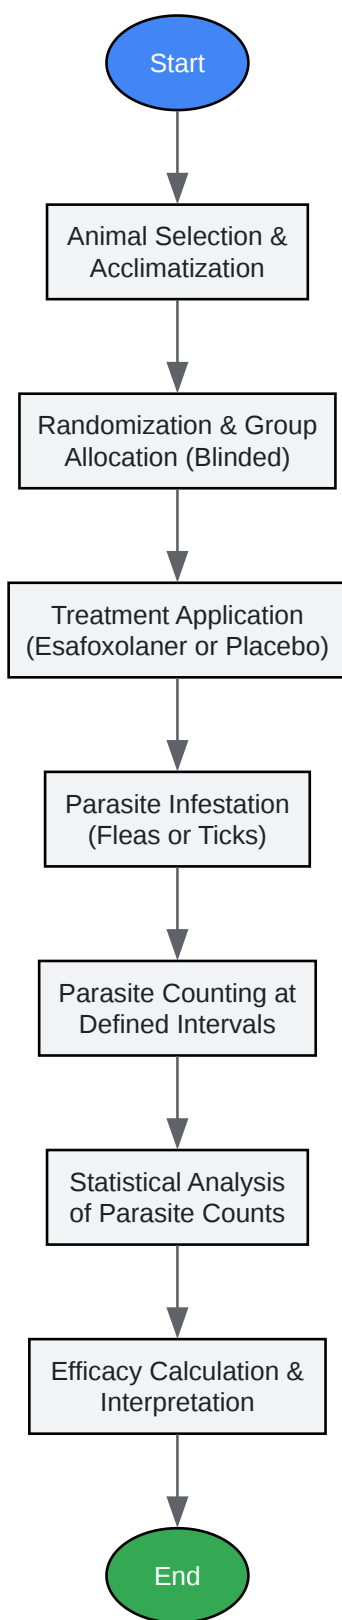 Start
Animal Selection &
Acclimatization
Randomization & Group
Allocation (Blinded)
Treatment Application
(Esafoxolaner or Placebo)
Parasite Infestation
(Fleas or Ticks)
Parasite Counting at
Defined Intervals
Statistical Analysis
of Parasite Counts
Efficacy Calculation &
Interpretation
End